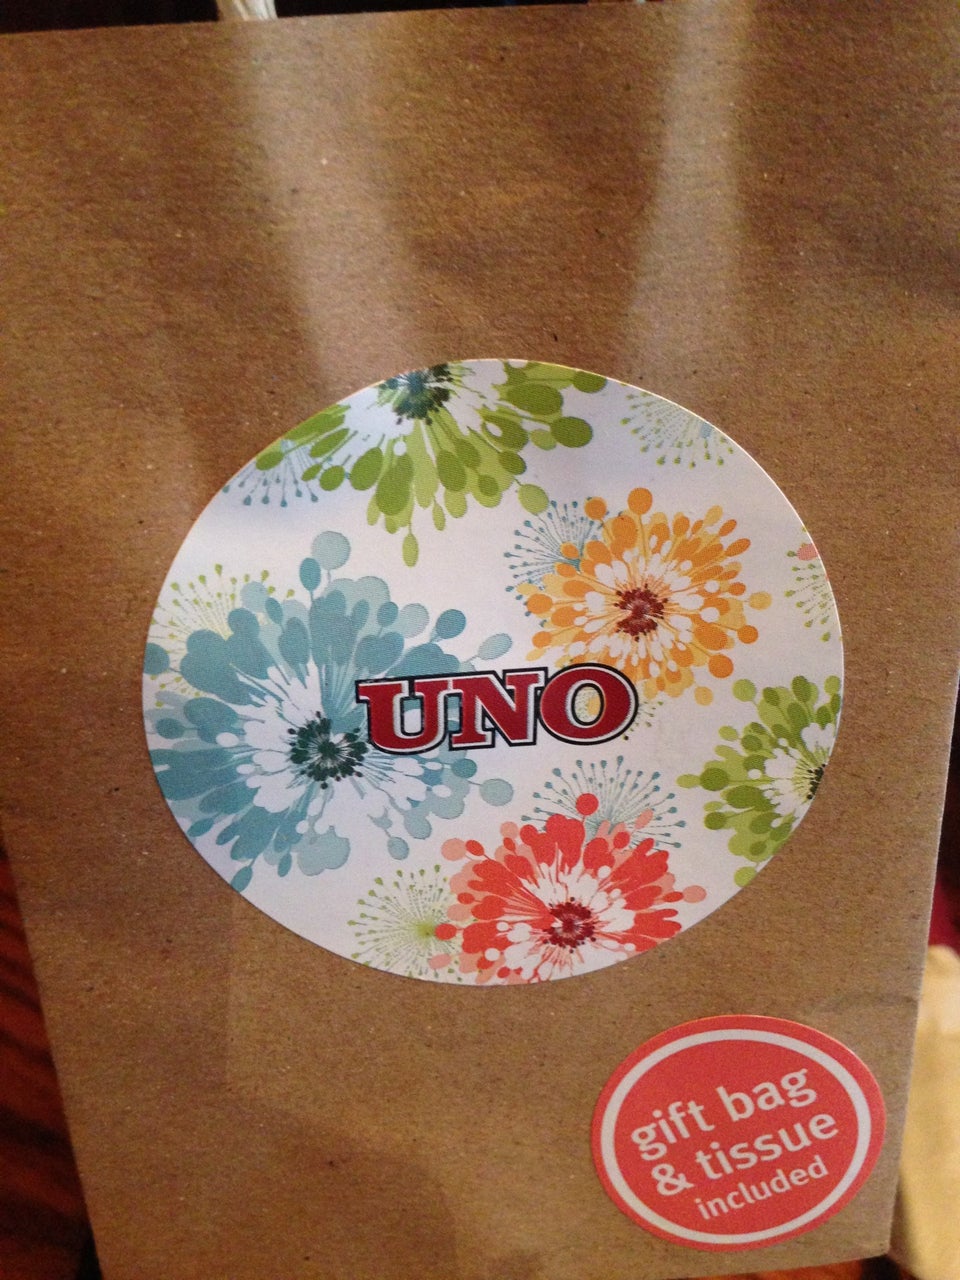 UNO
gift bag
& tissue
included